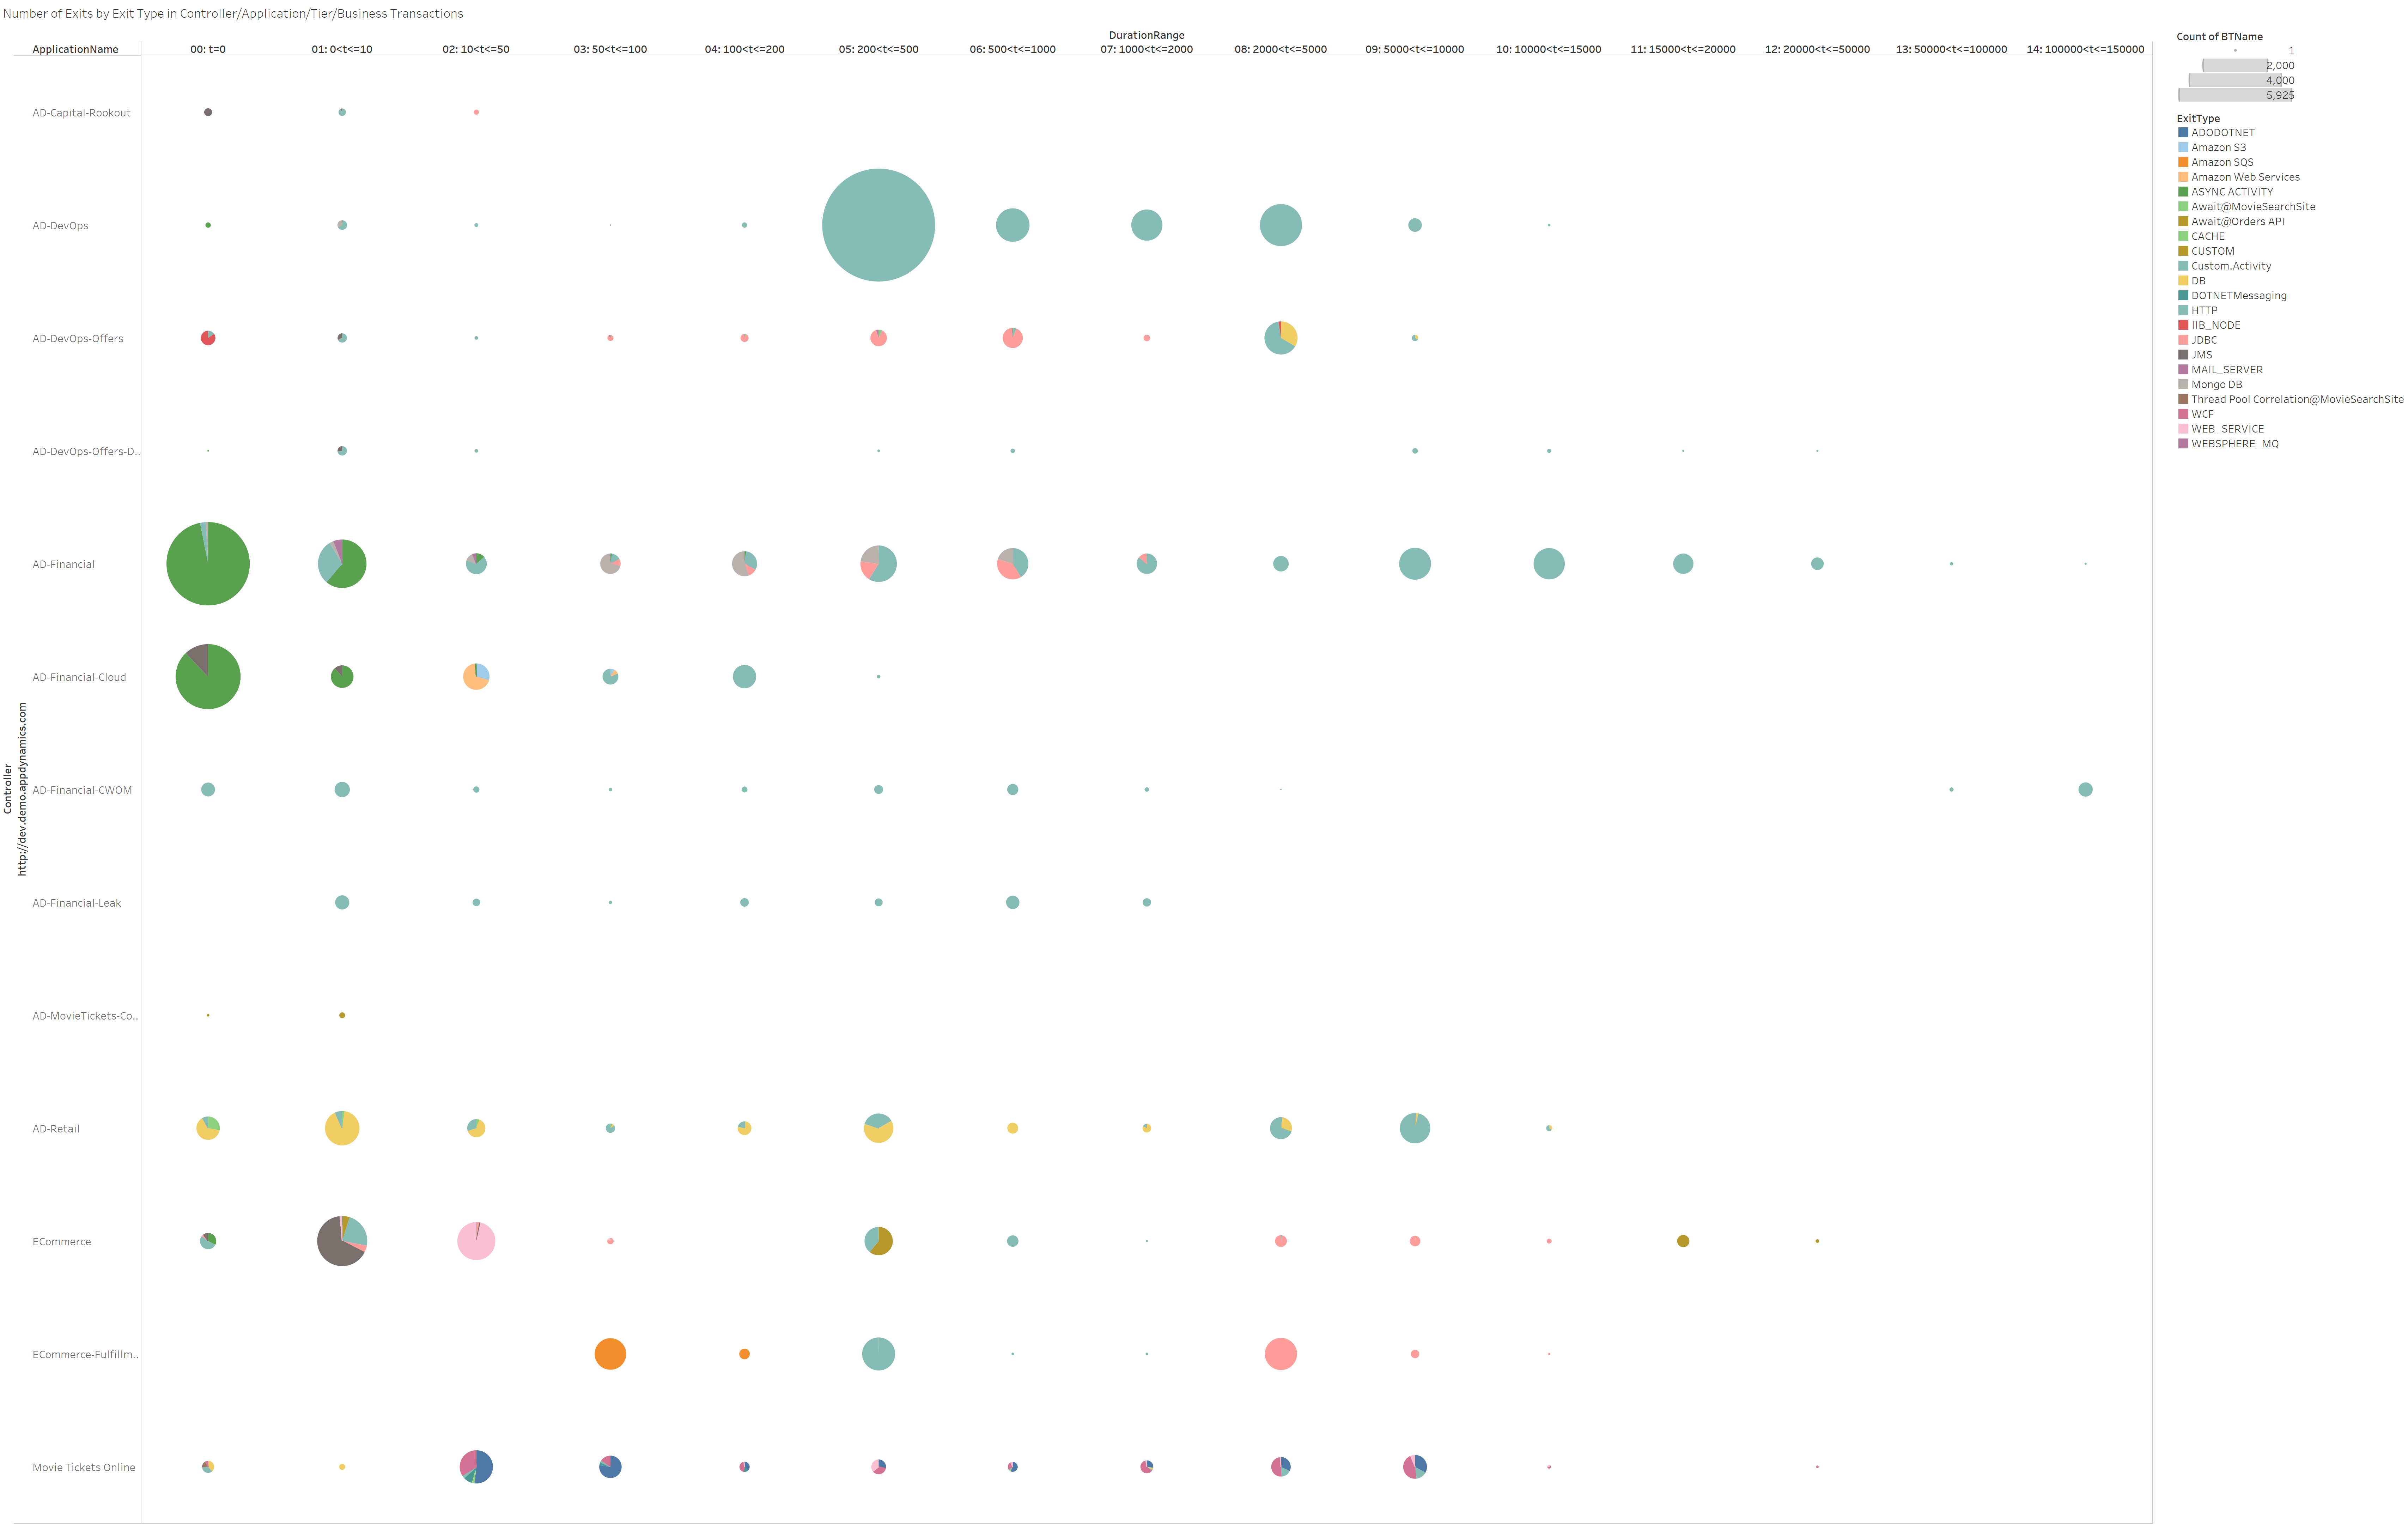 Number of Exits by Exit Type in Controller/Application/Tier/Business Transactions
DurationRange
ApplicationName 00: t=0 01: 0<t<=10 02: 10<t<=50 03: 50<t<=100 04: 100<t<=200 05: 200<t<=500 06: 500<t<=1000 07: 1000<t<=2000 08: 2000<t<=5000 09: 5000<t<=10000 10: 10000<t<=15000 11: 15000<t<=20000 12: 20000<t<=50000 13: 50000<t<=100000 14: 100000<t<=150000
Controller
http://dev.demo.appdynamics.com
AD-Capital-Rookout
AD-DevOps
AD-DevOps-Offers
AD-DevOps-Offers-D..
AD-Financial
AD-Financial-Cloud
AD-Financial-CWOM
AD-Financial-Leak
AD-MovieTickets-Co..
AD-Retail
ECommerce
ECommerce-Fulfillm..
Movie Tickets Online
Count of BTName
1
2,000
4,000
5,925
ExitType
ADODOTNET
Amazon S3
Amazon SQS
Amazon Web Services
ASYNC ACTIVITY
Await@MovieSearchSite
Await@Orders API
CACHE
CUSTOM
Custom.Activity
DB
DOTNETMessaging
HTTP
IIB_NODE
JDBC
JMS
MAIL_SERVER
Mongo DB
Thread Pool Correlation@MovieSearchSite
WCF
WEB_SERVICE
WEBSPHERE_MQ